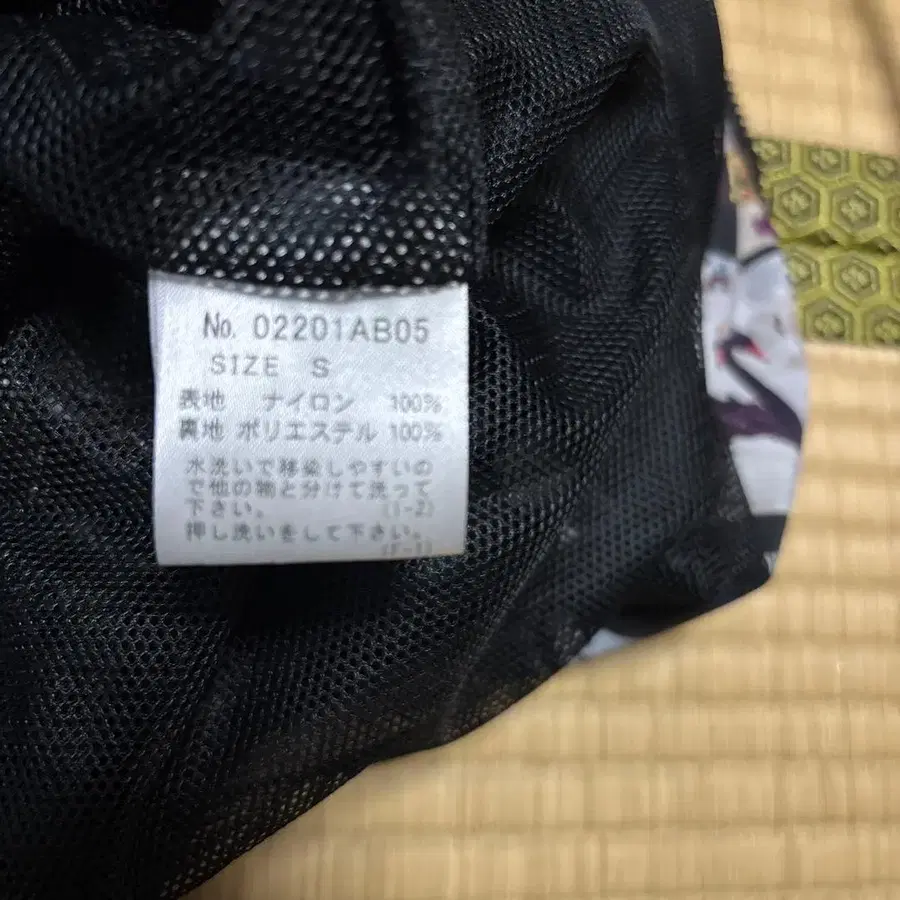 No. 02201AB05
SIZE S
表地 ナイロン 100%
裏地 ポリエステル 100%
水洗いで移染しやすいの
で他の物と分けて洗って
下さい。 (I-2)
押し洗いをして下さい。
(F-1)